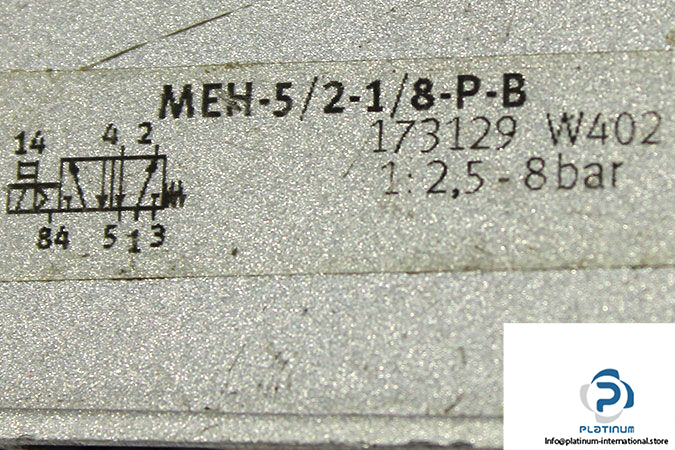 MEH-5/2-1/8-P-B
173129 W402
1: 2,5 - 8bar
14 4 2
84 5 1 3
PLATINUM
Info@platinum-international.store